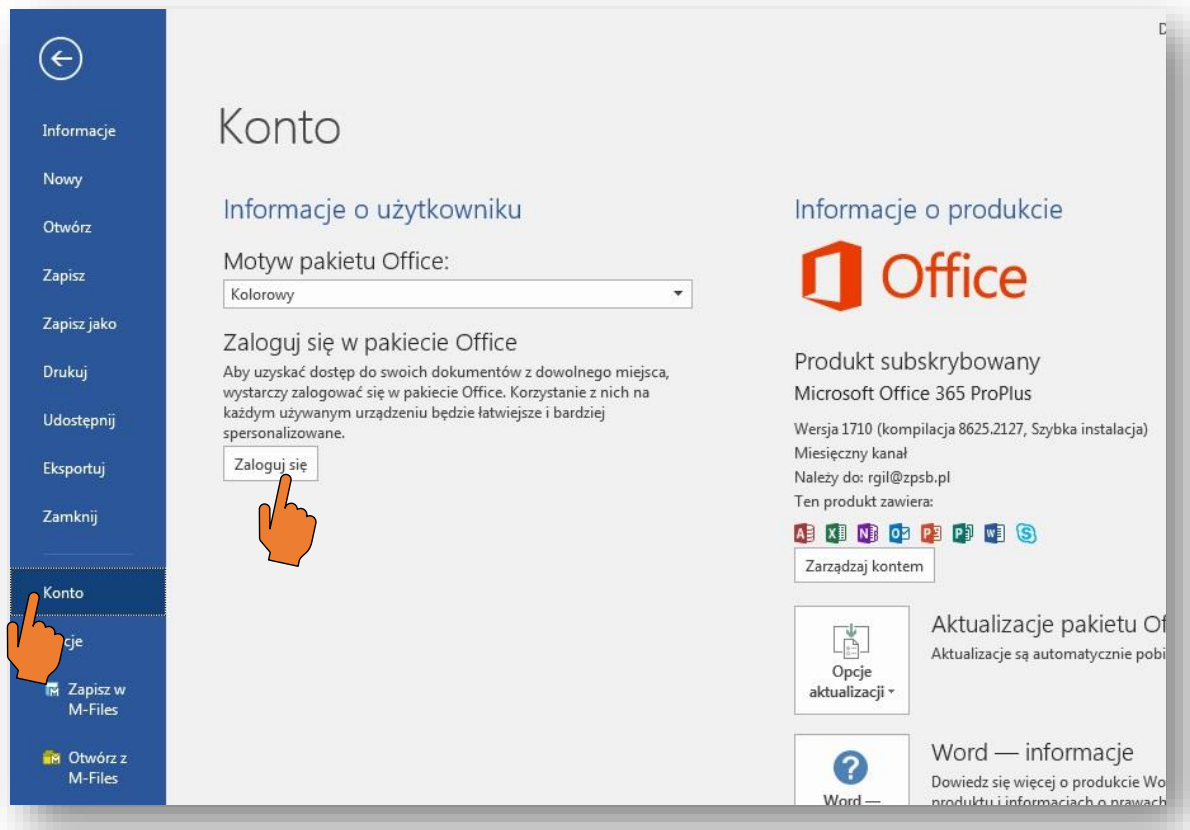 Informacje
Nowy
Otwórz
Zapisz
Zapisz jako
Drukuj
Udostępnij
Eksportuj
Zamknij
Konto
cje
Zapisz w
M-Files
Otwórz z
M-Files
Konto
Informacje o użytkowniku
Motyw pakietu Office:
Kolorowy
Zaloguj się w pakiecie Office
Aby uzyskać dostęp do swoich dokumentów z dowolnego miejsca,
wystarczy zalogować się w pakiecie Office. Korzystanie z nich na
każdym używanym urządzeniu będzie łatwiejsze i bardziej
spersonalizowane.
Zaloguj się
Informacje o produkcie
Office
Produkt subskrybowany
Microsoft Office 365 ProPlus
Wersja 1710 (kompilacja 8625.2127, Szybka instalacja)
Miesięczny kanał
Należy do: rgil@zpsb.pl
Ten produkt zawiera:
Zarządzaj kontem
Opcje
aktualizacji
Aktualizacje pakietu Of
Aktualizacje są automatycznie pobi
Word —
Word — informacje
Dowiedz się więcej o produkcie Wo
produktu i informacjach o prawach